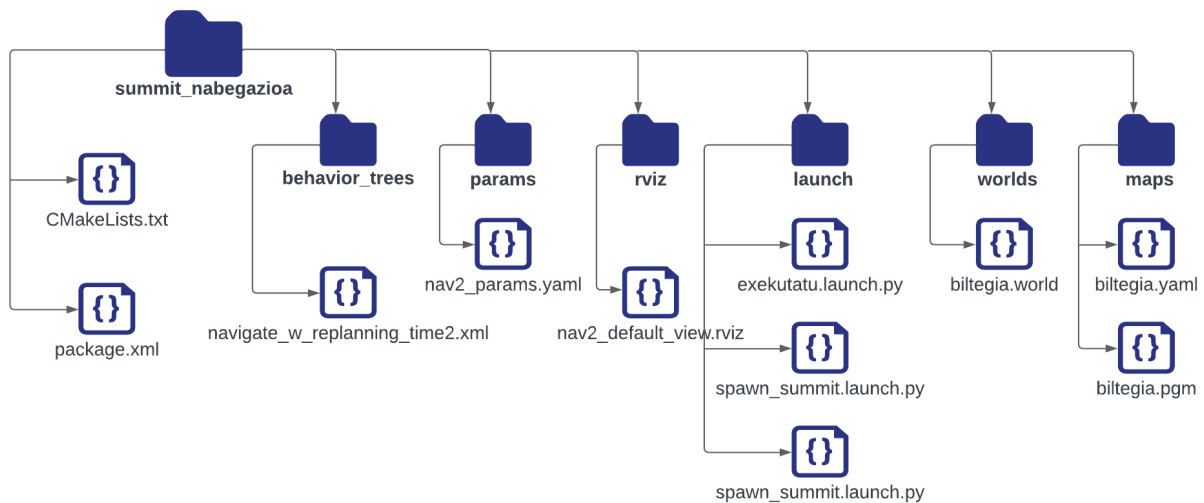 summit_nabegazioa
behavior_trees
params
rviz
launch
worlds
maps
CMakeLists.txt
nav2_params.yaml
exekutatu.launch.py
biltegia.world
biltegia.yaml
package.xml
navigate_w_replanning_time2.xml
nav2_default_view.rviz
spawn_summit.launch.py
biltegia.pgm
spawn_summit.launch.py